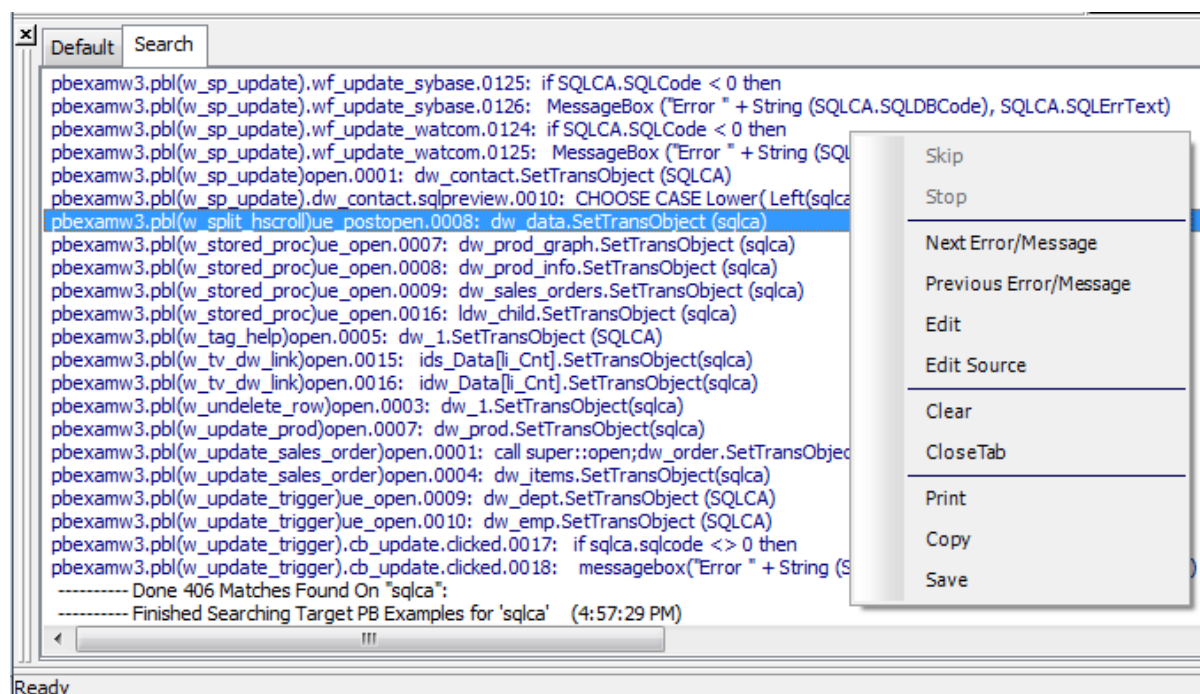 Default
Search
pbexamw3.pbl(w_sp_update).wf_update_sybase.0125: if SQLCA.SQLCode < 0 then
pbexamw3.pbl(w_sp_update).wf_update_sybase.0126: MessageBox ("Error " + String (SQLCA.SQLDBCode), SQLCA.SQLErrText)
pbexamw3.pbl(w_sp_update).wf_update_watcom.0124: if SQLCA.SQLCode < 0 then
pbexamw3.pbl(w_sp_update).wf_update_watcom.0125: MessageBox ("Error " + String (SQL
pbexamw3.pbl(w_sp_update)open.0001: dw_contact.SetTransObject (SQLCA)
pbexamw3.pbl(w_sp_update).dw_contact.sqlpreview.0010: CHOOSE CASE Lower( Left(sqlca
pbexamw3.pbl(w_split_hscroll)ue_postopen.0008: dw_data.SetTransObject (sqlca)
pbexamw3.pbl(w_stored_proc)ue_open.0007: dw_prod_graph.SetTransObject (sqlca)
pbexamw3.pbl(w_stored_proc)ue_open.0008: dw_prod_info.SetTransObject (sqlca)
pbexamw3.pbl(w_stored_proc)ue_open.0009: dw_sales_orders.SetTransObject (sqlca)
pbexamw3.pbl(w_stored_proc)ue_open.0016: ldw_child.SetTransObject (sqlca)
pbexamw3.pbl(w_tag_help)open.0005: dw_1.SetTransObject (SQLCA)
pbexamw3.pbl(w_tv_dw_link)open.0015: ids_Data[li_Cnt].SetTransObject(sqlca)
pbexamw3.pbl(w_tv_dw_link)open.0016: idw_Data[li_Cnt].SetTransObject(sqlca)
pbexamw3.pbl(w_undelete_row)open.0003: dw_1.SetTransObject(sqlca)
pbexamw3.pbl(w_update_prod)open.0007: dw_prod.SetTransObject(sqlca)
pbexamw3.pbl(w_update_sales_order)open.0001: call super::open;dw_order.SetTransObjec
pbexamw3.pbl(w_update_sales_order)open.0004: dw_items.SetTransObject(sqlca)
pbexamw3.pbl(w_update_trigger)ue_open.0009: dw_dept.SetTransObject (SQLCA)
pbexamw3.pbl(w_update_trigger)ue_open.0010: dw_emp.SetTransObject (SQLCA)
pbexamw3.pbl(w_update_trigger).cb_update.clicked.0017: if sqlca.sqlcode <> 0 then
pbexamw3.pbl(w_update_trigger).cb_update.clicked.0018: messagebox("Error " + String (S
---------- Done 406 Matches Found On "sqlca":
---------- Finished Searching Target PB Examples for 'sqlca' (4:57:29 PM)
Skip
Stop
Next Error/Message
Previous Error/Message
Edit
Edit Source
Clear
CloseTab
Print
Copy
Save
Ready